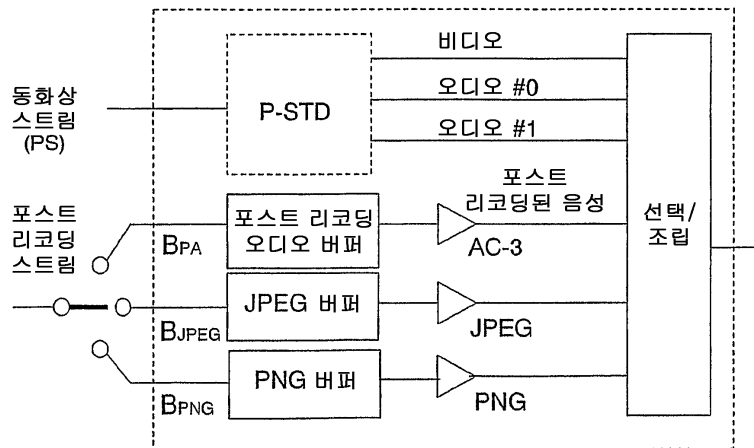 동화상
스트림
(PS)
P-STD
비디오
오디오 #0
오디오 #1
포스트
리코딩
스트림
BPA
포스트 리코딩
오디오 버퍼
포스트
리코딩된 음성
AC-3
선택/
조립
BJPEG
JPEG 버퍼
JPEG
BPNG
PNG 버퍼
PNG